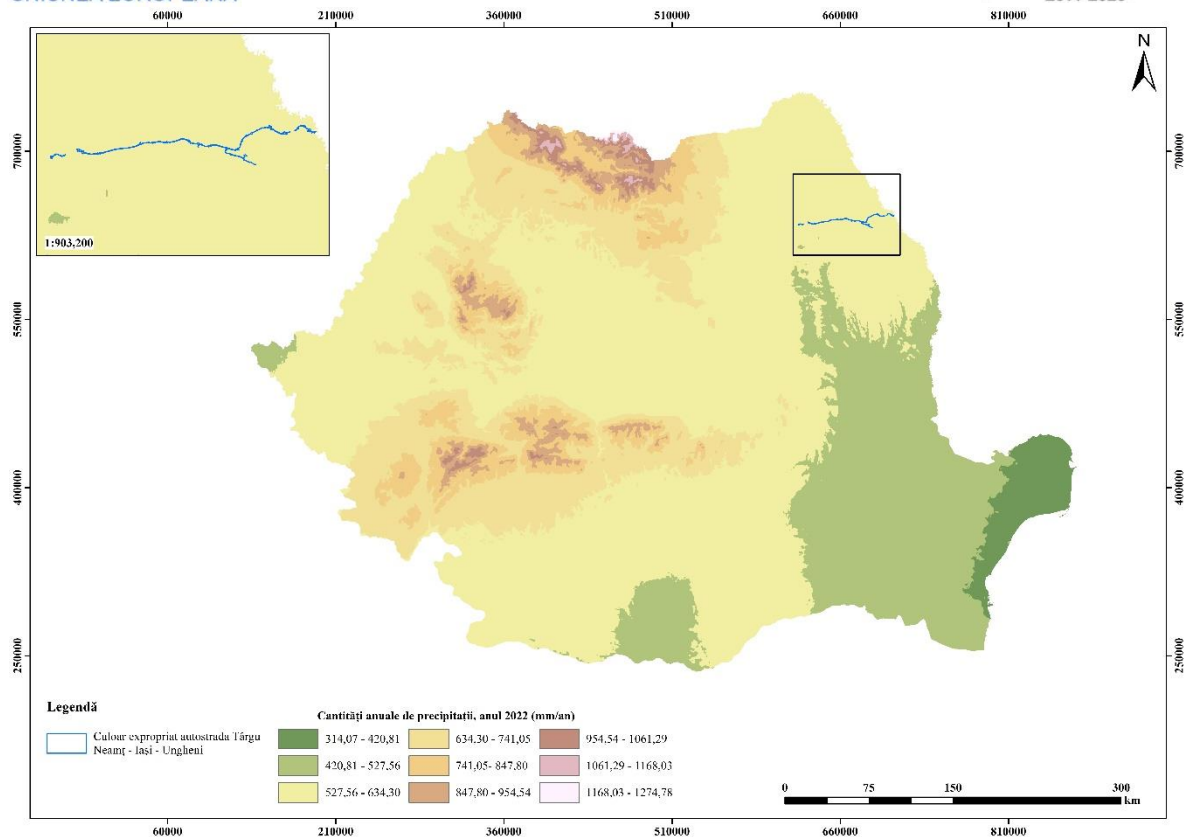 60000 210000 360000 510000 660000 810000
N
700000 700000
1:903,200
550000 550000
400000 400000
250000 250000
Legendă
Culoar expropriat autostrada Târgu
Neamț - Iași - Ungheni
Cantități anuale de precipitații, anul 2022 (mm/an)
314,07 - 420,81 634,30 - 741,05 954,54 - 1061,29
420,81 - 527,56 741,05- 847,80 1061,29 - 1168,03
527,56 - 634,30 847,80 - 954,54 1168,03 - 1274,78
0 75 150 300
km
60000 210000 360000 510000 660000 810000